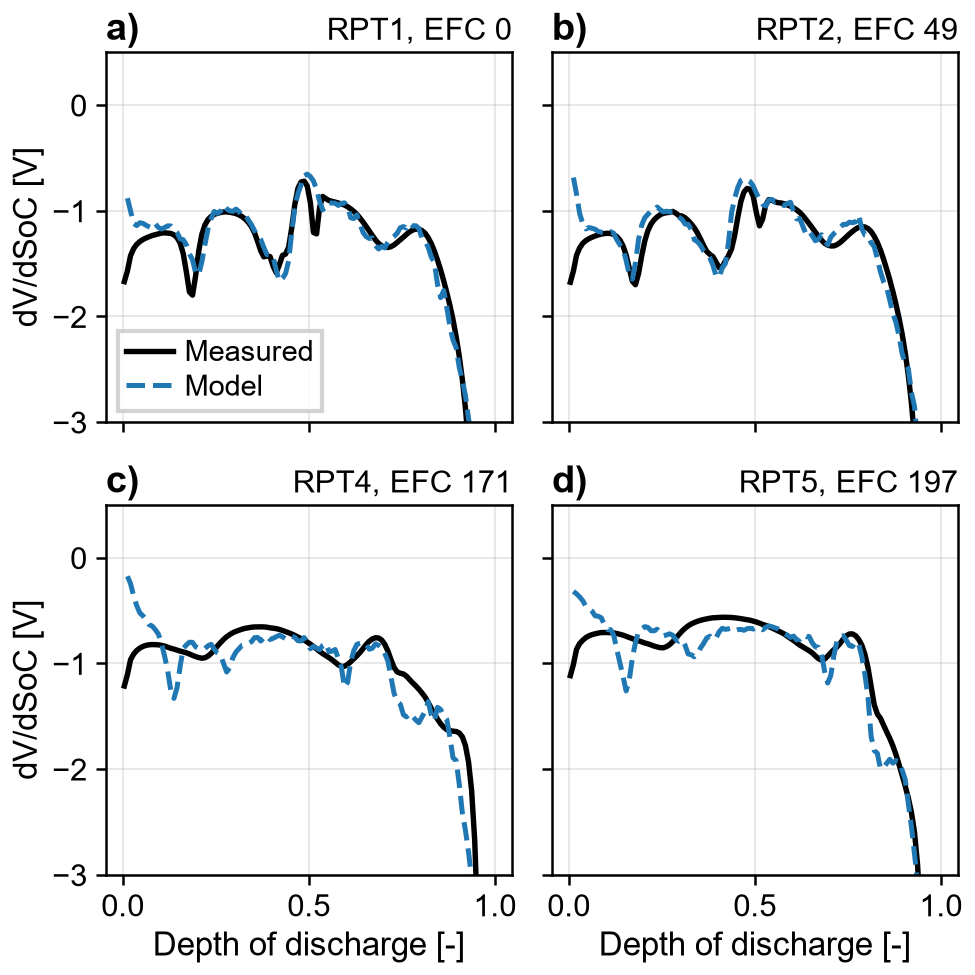 a) RPT1, EFC 0
b) RPT2, EFC 49
0
−1
−2
−3
dV/dSoC [V]
Measured
Model
c) RPT4, EFC 171
d) RPT5, EFC 197
0
−1
−2
−3
dV/dSoC [V]
0.0 0.5 1.0
0.0 0.5 1.0
Depth of discharge [-]
Depth of discharge [-]